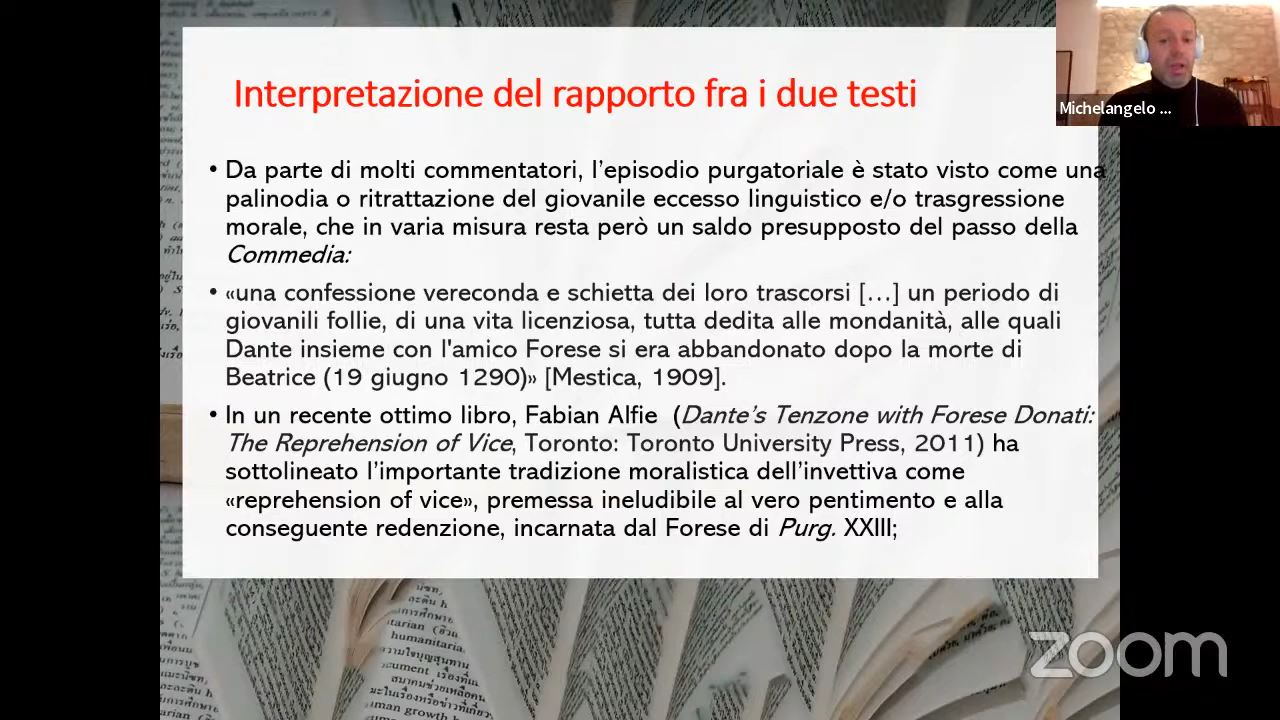 Interpretazione del rapporto fra i due testi
Michelangelo ...
• Da parte di molti commentatori, l’episodio purgatoriale è stato visto come una
palinodia o ritrattazione del giovanile eccesso linguistico e/o trasgressione
morale, che in varia misura resta però un saldo presupposto del passo della
Commedia:
• «una confessione vereconda e schietta dei loro trascorsi [...] un periodo di
giovanili follie, di una vita licenziosa, tutta dedita alle mondanità, alle quali
Dante insieme con l'amico Forese si era abbandonato dopo la morte di
Beatrice (19 giugno 1290)» [Mestica, 1909].
• In un recente ottimo libro, Fabian Alfie (Dante’s Tenzone with Forese Donati:
The Reprehension of Vice, Toronto: Toronto University Press, 2011) ha
sottolineato l’importante tradizione moralistica dell’invettiva come
«reprehension of vice», premessa ineludibile al vero pentimento e alla
conseguente redenzione, incarnata dal Forese di Purg. XXIII;
humanitaria
zoom